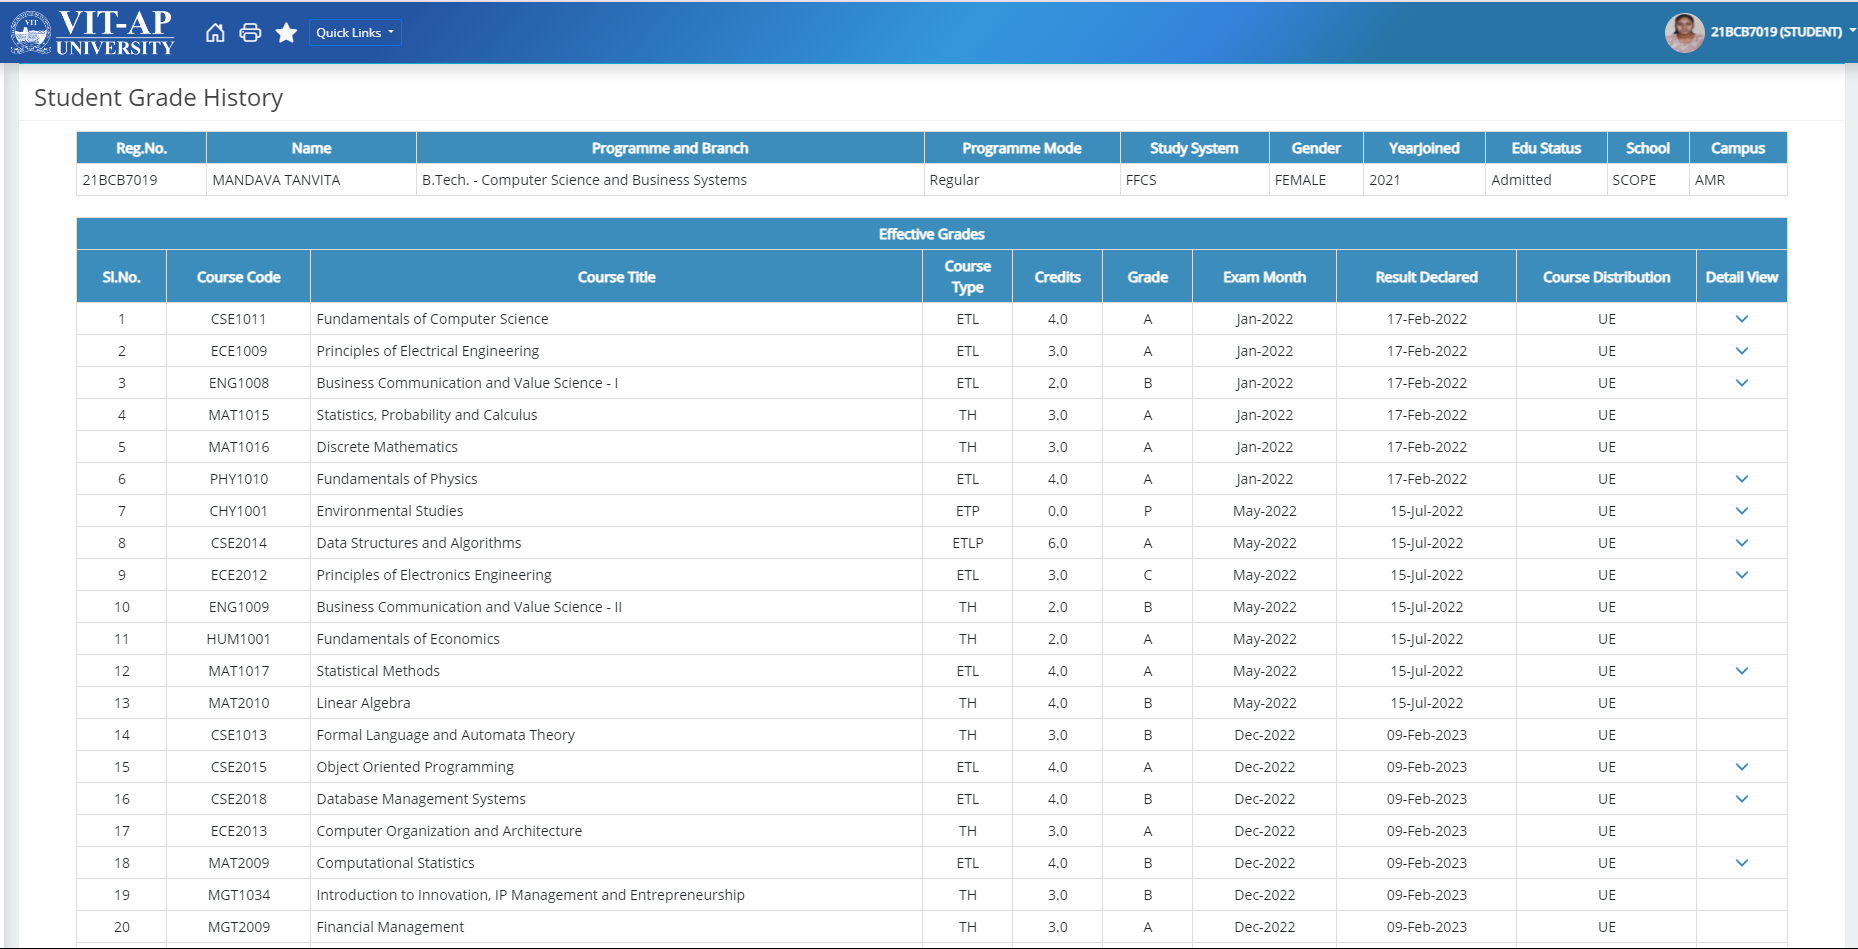 VIT-AP
UNIVERSITY
Quick Links
21BCB7019 (STUDENT)
Student Grade History
Reg.No. Name Programme and Branch Programme Mode Study System Gender YearJoined Edu Status School Campus
21BCB7019 MANDAVA TANVITA B.Tech. - Computer Science and Business Systems Regular FFCS FEMALE 2021 Admitted SCOPE AMR
Effective Grades
Sl.No. Course Code Course Title Course Type Credits Grade Exam Month Result Declared Course Distribution Detail View
1 CSE1011 Fundamentals of Computer Science ETL 4.0 A Jan-2022 17-Feb-2022 UE
2 ECE1009 Principles of Electrical Engineering ETL 3.0 A Jan-2022 17-Feb-2022 UE
3 ENG1008 Business Communication and Value Science - I ETL 2.0 B Jan-2022 17-Feb-2022 UE
4 MAT1015 Statistics, Probability and Calculus TH 3.0 A Jan-2022 17-Feb-2022 UE
5 MAT1016 Discrete Mathematics TH 3.0 A Jan-2022 17-Feb-2022 UE
6 PHY1010 Fundamentals of Physics ETL 4.0 A Jan-2022 17-Feb-2022 UE
7 CHY1001 Environmental Studies ETP 0.0 P May-2022 15-Jul-2022 UE
8 CSE2014 Data Structures and Algorithms ETLP 6.0 A May-2022 15-Jul-2022 UE
9 ECE2012 Principles of Electronics Engineering ETL 3.0 C May-2022 15-Jul-2022 UE
10 ENG1009 Business Communication and Value Science - II TH 2.0 B May-2022 15-Jul-2022 UE
11 HUM1001 Fundamentals of Economics TH 2.0 A May-2022 15-Jul-2022 UE
12 MAT1017 Statistical Methods ETL 4.0 A May-2022 15-Jul-2022 UE
13 MAT2010 Linear Algebra TH 4.0 B May-2022 15-Jul-2022 UE
14 CSE1013 Formal Language and Automata Theory TH 3.0 B Dec-2022 09-Feb-2023 UE
15 CSE2015 Object Oriented Programming ETL 4.0 A Dec-2022 09-Feb-2023 UE
16 CSE2018 Database Management Systems ETL 4.0 B Dec-2022 09-Feb-2023 UE
17 ECE2013 Computer Organization and Architecture TH 3.0 A Dec-2022 09-Feb-2023 UE
18 MAT2009 Computational Statistics ETL 4.0 B Dec-2022 09-Feb-2023 UE
19 MGT1034 Introduction to Innovation, IP Management and Entrepreneurship TH 3.0 B Dec-2022 09-Feb-2023 UE
20 MGT2009 Financial Management TH 3.0 A Dec-2022 09-Feb-2023 UE